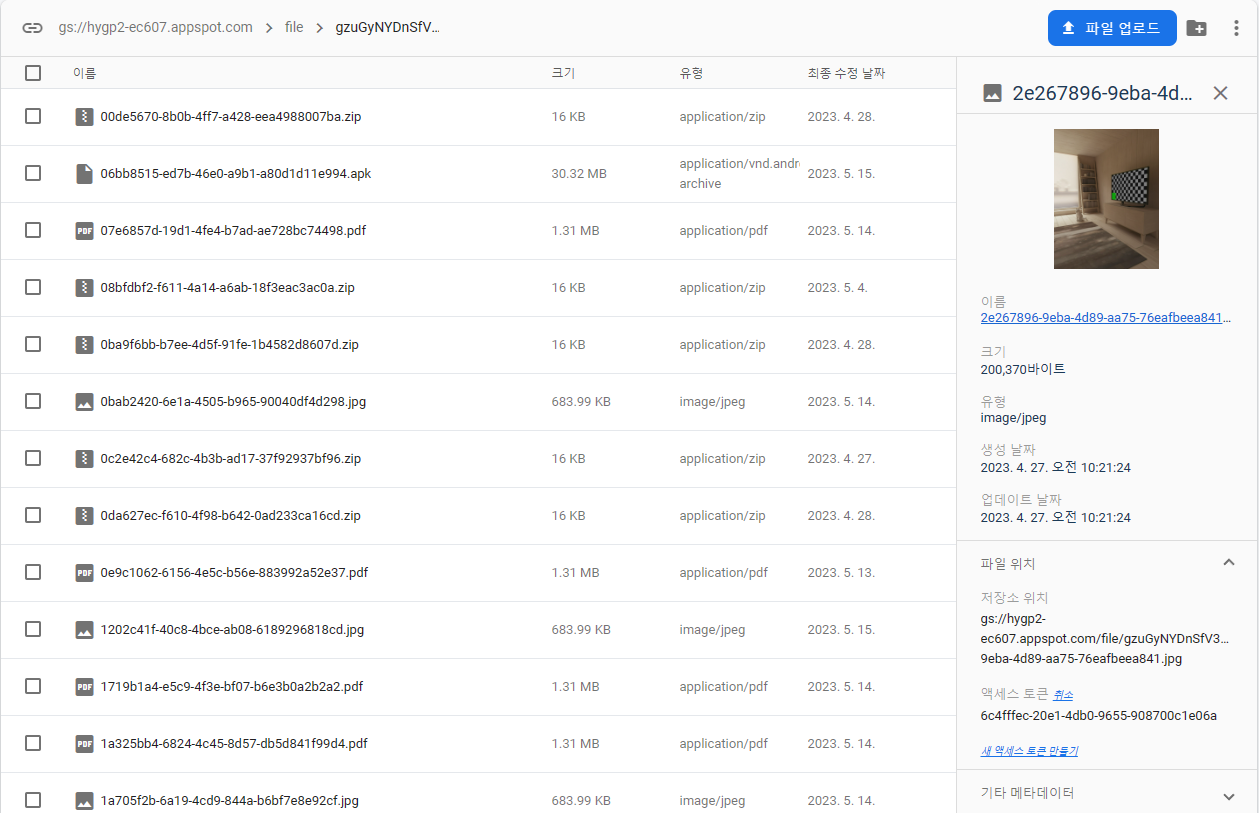 gs://hygp2-ec607.appspot.com > file > gzuGyNYDnSfV…
파일 업로드
이름 크기 유형 최종 수정 날짜
00de5670-8b0b-4ff7-a428-eea4988007ba.zip 16 KB application/zip 2023. 4. 28.
06bb8515-ed7b-46e0-a9b1-a80d1d11e994.apk 30.32 MB application/vnd.andr 2023. 5. 15.
archive
07e6857d-19d1-4fe4-b7ad-ae728bc74498.pdf 1.31 MB application/pdf 2023. 5. 14.
08bfdbf2-f611-4a14-a6ab-18f3eac3ac0a.zip 16 KB application/zip 2023. 5. 4.
0ba9f6bb-b7ee-4d5f-91fe-1b4582d8607d.zip 16 KB application/zip 2023. 4. 28.
0bab2420-6e1a-4505-b965-90040df4d298.jpg 683.99 KB image/jpeg 2023. 5. 14.
0c2e42c4-682c-4b3b-ad17-37f92937bf96.zip 16 KB application/zip 2023. 4. 27.
0da627ec-f610-4f98-b642-0ad233ca16cd.zip 16 KB application/zip 2023. 4. 28.
PDF 0e9c1062-6156-4e5c-b56e-883992a52e37.pdf 1.31 MB application/pdf 2023. 5. 13.
1202c41f-40c8-4bce-ab08-6189296818cd.jpg 683.99 KB image/jpeg 2023. 5. 15.
PDF 1719b1a4-e5c9-4f3e-bf07-b6e3b0a2b2a2.pdf 1.31 MB application/pdf 2023. 5. 14.
PDF 1a325bb4-6824-4c45-8d57-db5d841f99d4.pdf 1.31 MB application/pdf 2023. 5. 14.
1a705f2b-6a19-4cd9-844a-b6bf7e8e92cf.jpg 683.99 KB image/jpeg 2023. 5. 14.
2e267896-9eba-4d…
이름
2e267896-9eba-4d89-aa75-76eafbeea841…
크기
200,370바이트
유형
image/jpeg
생성 날짜
2023. 4. 27. 오전 10:21:24
업데이트 날짜
2023. 4. 27. 오전 10:21:24
파일 위치
저장소 위치
gs://hygp2-
ec607.appspot.com/file/gzuGyNYDnSfV3…
9eba-4d89-aa75-76eafbeea841.jpg
액세스 토큰 취소
6c4fffec-20e1-4db0-9655-908700c1e06a
새 액세스 토큰 만들기
기타 메타데이터